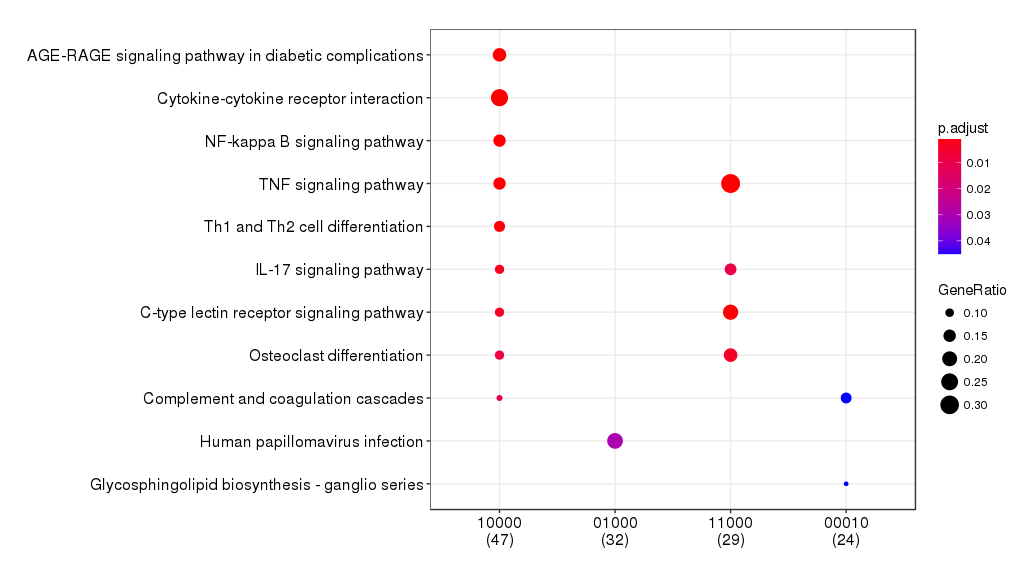 AGE-RAGE signaling pathway in diabetic complications
Cytokine-cytokine receptor interaction
NF-kappa B signaling pathway
TNF signaling pathway
Th1 and Th2 cell differentiation
IL-17 signaling pathway
C-type lectin receptor signaling pathway
Osteoclast differentiation
Complement and coagulation cascades
Human papillomavirus infection
Glycosphingolipid biosynthesis - ganglio series
10000 01000 11000 00010
(47) (32) (29) (24)
p.adjust
0.01
0.02
0.03
0.04
GeneRatio
0.10
0.15
0.20
0.25
0.30